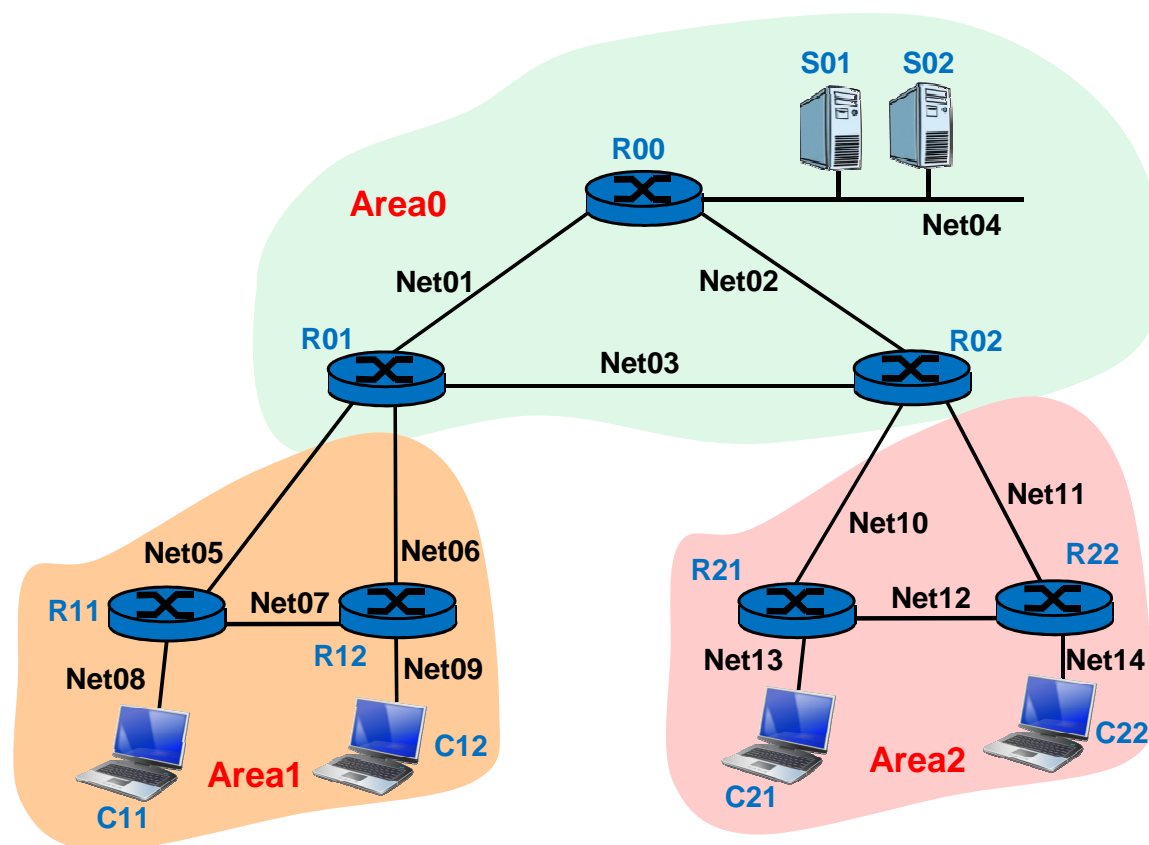 S01
S02
R00
Area0
Net04
Net01
Net02
R01
R02
Net03
Net11
Net10
Net05
Net06
R21
R22
Net07
Net12
R11
R12
Net08
Net09
Net13
Net14
C12
C22
Area1
Area2
C21
C11